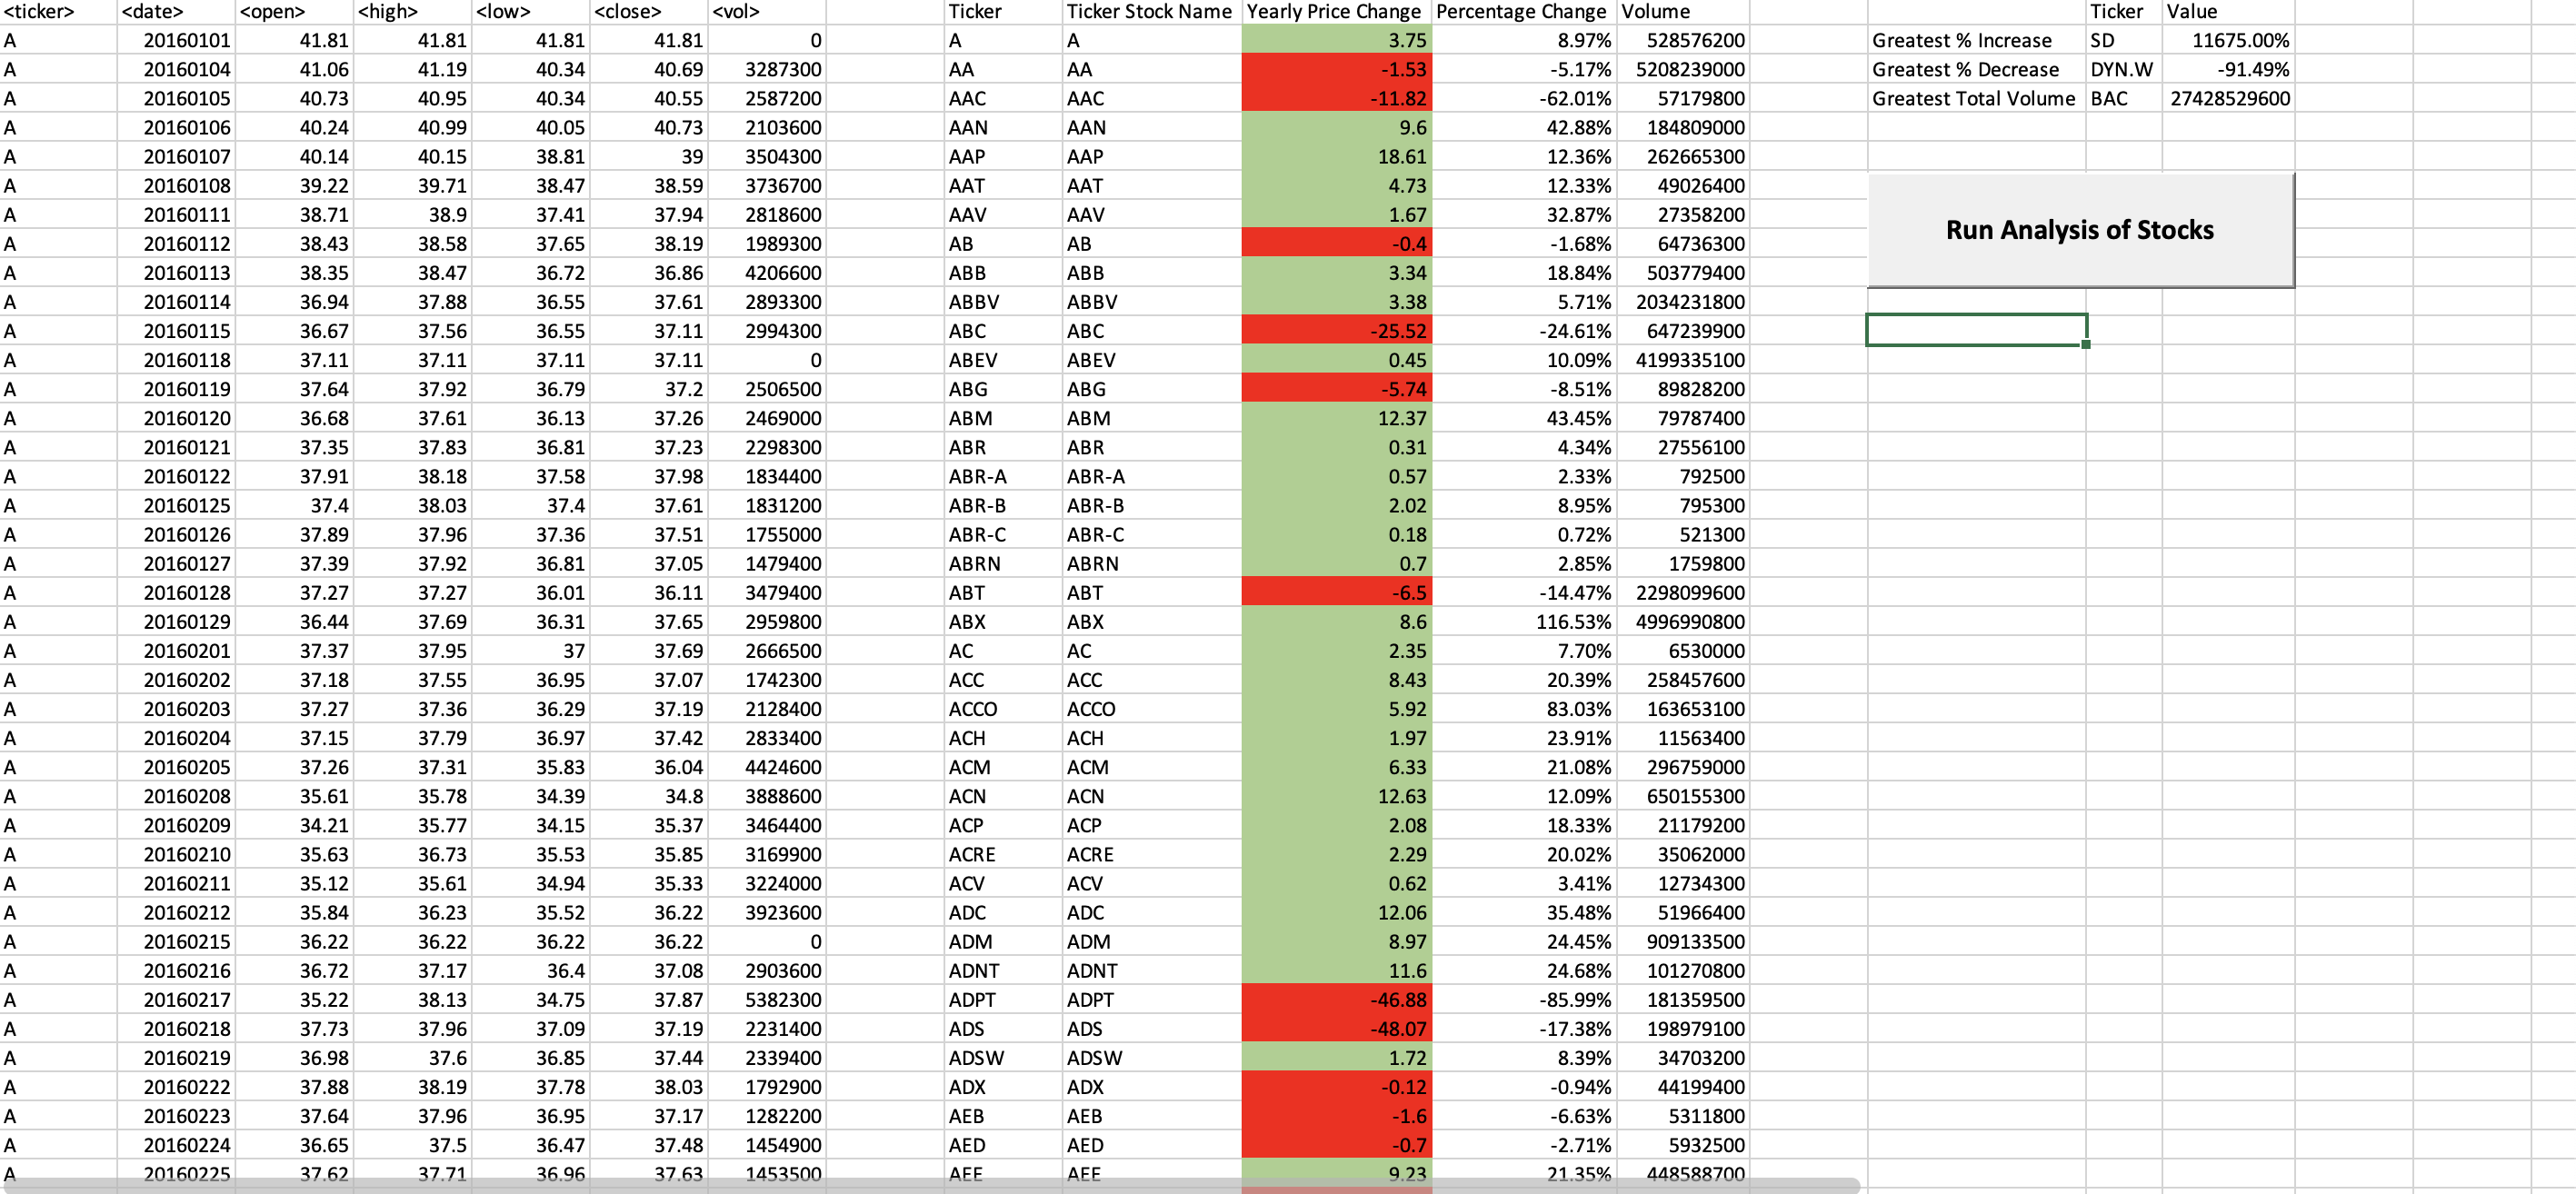 <ticker> <date> <open> <high> <low> <close> <vol> Ticker Ticker Stock Name Yearly Price Change Percentage Change Volume Ticker Value
A 20160101 41.81 41.81 41.81 41.81 0 A A 3.75 8.97% 528576200 Greatest % Increase SD 11675.00%
A 20160104 41.06 41.19 40.34 40.69 3287300 AA AA -1.53 -5.17% 5208239000 Greatest % Decrease DYN.W -91.49%
A 20160105 40.73 40.95 40.34 40.55 2587200 AAC AAC -11.82 -62.01% 57179800 Greatest Total Volume BAC 27428529600
A 20160106 40.24 40.99 40.05 40.73 2103600 AAN AAN 9.6 42.88% 184809000
A 20160107 40.14 40.15 38.81 39 3504300 AAP AAP 18.61 12.36% 262665300
A 20160108 39.22 39.71 38.47 38.59 3736700 AAT AAT 4.73 12.33% 49026400
A 20160111 38.71 38.9 37.41 37.94 2818600 AAV AAV 1.67 32.87% 27358200
Run Analysis of Stocks
A 20160112 38.43 38.58 37.65 38.19 1989300 AB AB -0.4 -1.68% 64736300
A 20160113 38.35 38.47 36.72 36.86 4206600 ABB ABB 3.34 18.84% 503779400
A 20160114 36.94 37.88 36.55 37.61 2893300 ABBV ABBV 3.38 5.71% 2034231800
A 20160115 36.67 37.56 36.55 37.11 2994300 ABC ABC -25.52 -24.61% 647239900
A 20160118 37.11 37.11 37.11 37.11 0 ABEV ABEV 0.45 10.09% 4199335100
A 20160119 37.64 37.92 36.79 37.2 2506500 ABG ABG -5.74 -8.51% 89828200
A 20160120 36.68 37.61 36.13 37.26 2469000 ABM ABM 12.37 43.45% 79787400
A 20160121 37.35 37.83 36.81 37.23 2298300 ABR ABR 0.31 4.34% 27556100
A 20160122 37.91 38.18 37.58 37.98 1834400 ABR-A ABR-A 0.57 2.33% 792500
A 20160125 37.4 38.03 37.4 37.61 1831200 ABR-B ABR-B 2.02 8.95% 795300
A 20160126 37.89 37.96 37.36 37.51 1755000 ABR-C ABR-C 0.18 0.72% 521300
A 20160127 37.39 37.92 36.81 37.05 1479400 ABRN ABRN 0.7 2.85% 1759800
A 20160128 37.27 37.27 36.01 36.11 3479400 ABT ABT -6.5 -14.47% 2298099600
A 20160129 36.44 37.69 36.31 37.65 2959800 ABX ABX 8.6 116.53% 4996990800
A 20160201 37.37 37.95 37 37.69 2666500 AC AC 2.35 7.70% 6530000
A 20160202 37.18 37.55 36.95 37.07 1742300 ACC ACC 8.43 20.39% 258457600
A 20160203 37.27 37.36 36.29 37.19 2128400 ACCO ACCO 5.92 83.03% 163653100
A 20160204 37.15 37.79 36.97 37.42 2833400 ACH ACH 1.97 23.91% 11563400
A 20160205 37.26 37.31 35.83 36.04 4424600 ACM ACM 6.33 21.08% 296759000
A 20160208 35.61 35.78 34.39 34.8 3888600 ACN ACN 12.63 12.09% 650155300
A 20160209 34.21 35.77 34.15 35.37 3464400 ACP ACP 2.08 18.33% 21179200
A 20160210 35.63 36.73 35.53 35.85 3169900 ACRE ACRE 2.29 20.02% 35062000
A 20160211 35.12 35.61 34.94 35.33 3224000 ACV ACV 0.62 3.41% 12734300
A 20160212 35.84 36.23 35.52 36.22 3923600 ADC ADC 12.06 35.48% 51966400
A 20160215 36.22 36.22 36.22 36.22 0 ADM ADM 8.97 24.45% 909133500
A 20160216 36.72 37.17 36.4 37.08 2903600 ADNT ADNT 11.6 24.68% 101270800
A 20160217 35.22 38.13 34.75 37.87 5382300 ADPT ADPT -46.88 -85.99% 181359500
A 20160218 37.73 37.96 37.09 37.19 2231400 ADS ADS -48.07 -17.38% 198979100
A 20160219 36.98 37.6 36.85 37.44 2339400 ADSW ADSW 1.72 8.39% 34703200
A 20160222 37.88 38.19 37.78 38.03 1792900 ADX ADX -0.12 -0.94% 44199400
A 20160223 37.64 37.96 36.95 37.17 1282200 AEB AEB -1.6 -6.63% 5311800
A 20160224 36.65 37.5 36.47 37.48 1454900 AED AED -0.7 -2.71% 5932500
A 20160225 37.62 37.71 36.96 37.63 1453500 AEE AEE 9.23 21.35% 448588700